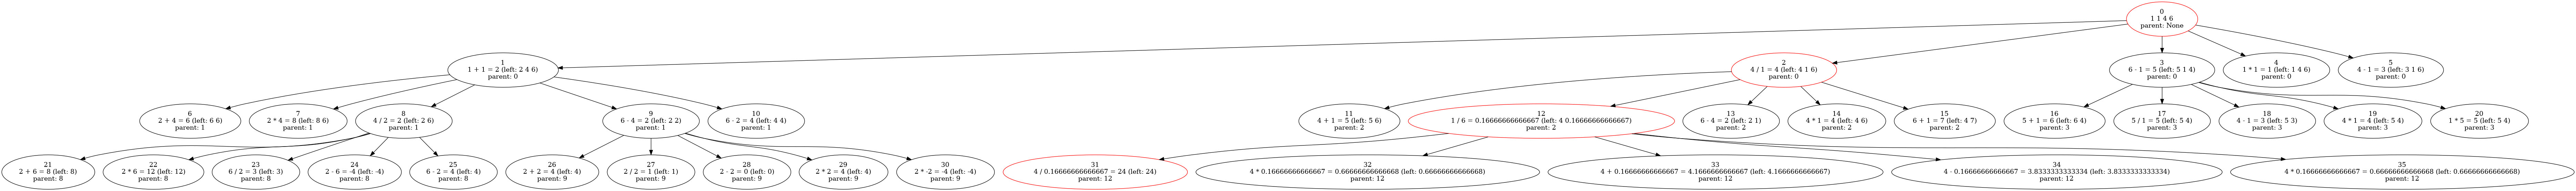 0
1 1 4 6
parent: None
1
1 + 1 = 2 (left: 2 4 6)
parent: 0
2
4 / 1 = 4 (left: 4 1 6)
parent: 0
3
6 - 1 = 5 (left: 5 1 4)
parent: 0
4
1 * 1 = 1 (left: 1 4 6)
parent: 0
5
4 - 1 = 3 (left: 3 1 6)
parent: 0
6
2 + 4 = 6 (left: 6 6)
parent: 1
7
2 * 4 = 8 (left: 8 6)
parent: 1
8
4 / 2 = 2 (left: 2 6)
parent: 1
9
6 - 4 = 2 (left: 2 2)
parent: 1
10
6 - 2 = 4 (left: 4 4)
parent: 1
11
4 + 1 = 5 (left: 5 6)
parent: 2
12
1 / 6 = 0.16666666666667 (left: 4 0.16666666666667)
parent: 2
13
6 - 4 = 2 (left: 2 1)
parent: 2
14
4 * 1 = 4 (left: 4 6)
parent: 2
15
6 + 1 = 7 (left: 4 7)
parent: 2
16
5 + 1 = 6 (left: 6 4)
parent: 3
17
5 / 1 = 5 (left: 5 4)
parent: 3
18
4 - 1 = 3 (left: 5 3)
parent: 3
19
4 * 1 = 4 (left: 5 4)
parent: 3
20
1 * 5 = 5 (left: 5 4)
parent: 3
21
2 + 6 = 8 (left: 8)
parent: 8
22
2 * 6 = 12 (left: 12)
parent: 8
23
6 / 2 = 3 (left: 3)
parent: 8
24
2 - 6 = -4 (left: -4)
parent: 8
25
6 - 2 = 4 (left: 4)
parent: 8
26
2 + 2 = 4 (left: 4)
parent: 9
27
2 / 2 = 1 (left: 1)
parent: 9
28
2 - 2 = 0 (left: 0)
parent: 9
29
2 * 2 = 4 (left: 4)
parent: 9
30
2 * -2 = -4 (left: -4)
parent: 9
31
4 / 0.16666666666667 = 24 (left: 24)
parent: 12
32
4 * 0.16666666666667 = 0.66666666666668 (left: 0.66666666666668)
parent: 12
33
4 + 0.16666666666667 = 4.1666666666667 (left: 4.1666666666667)
parent: 12
34
4 - 0.16666666666667 = 3.8333333333334 (left: 3.8333333333334)
parent: 12
35
4 * 0.16666666666667 = 0.66666666666668 (left: 0.66666666666668)
parent: 12